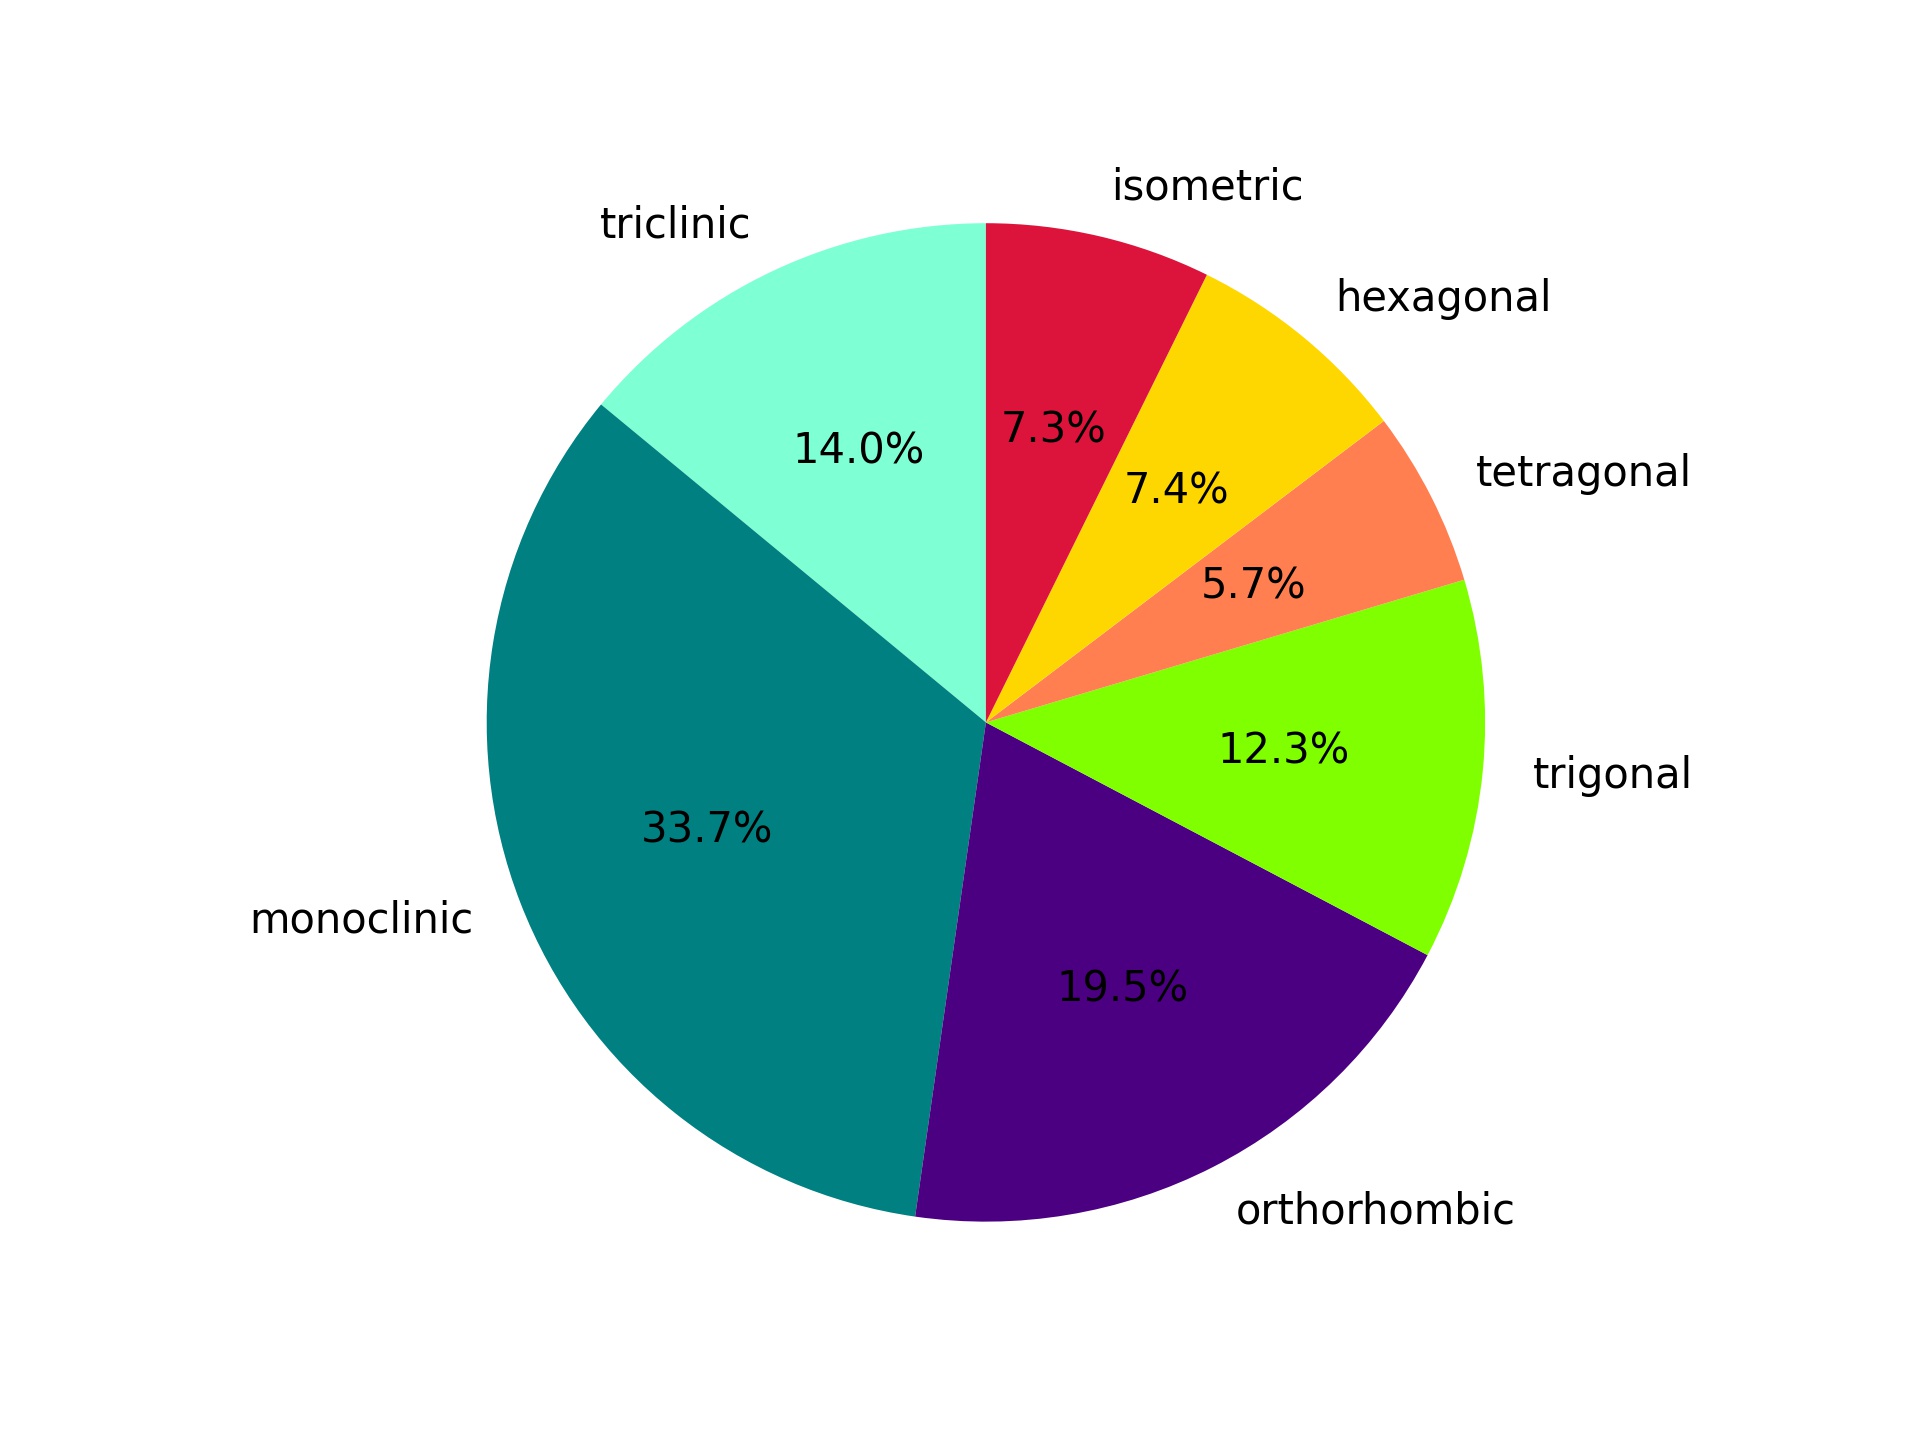 isometric
triclinic
hexagonal
7.3%
14.0%
tetragonal
7.4%
5.7%
12.3%
trigonal
33.7%
monoclinic
19.5%
orthorhombic